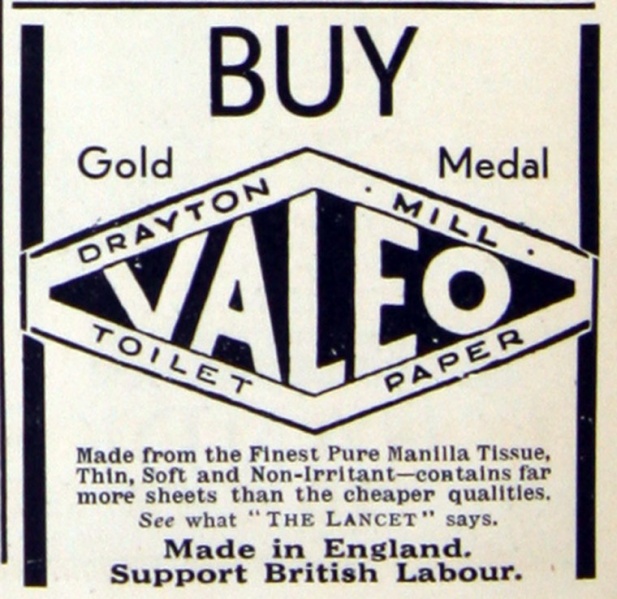 BUY
Gold Medal
DRAYTON · MILL ·
VALEO
TOILET PAPER
Made from the Finest Pure Manilla Tissue,
Thin, Soft and Non-Irritant—contains far
more sheets than the cheaper qualities.
See what "THE LANCET" says.
Made in England.
Support British Labour.